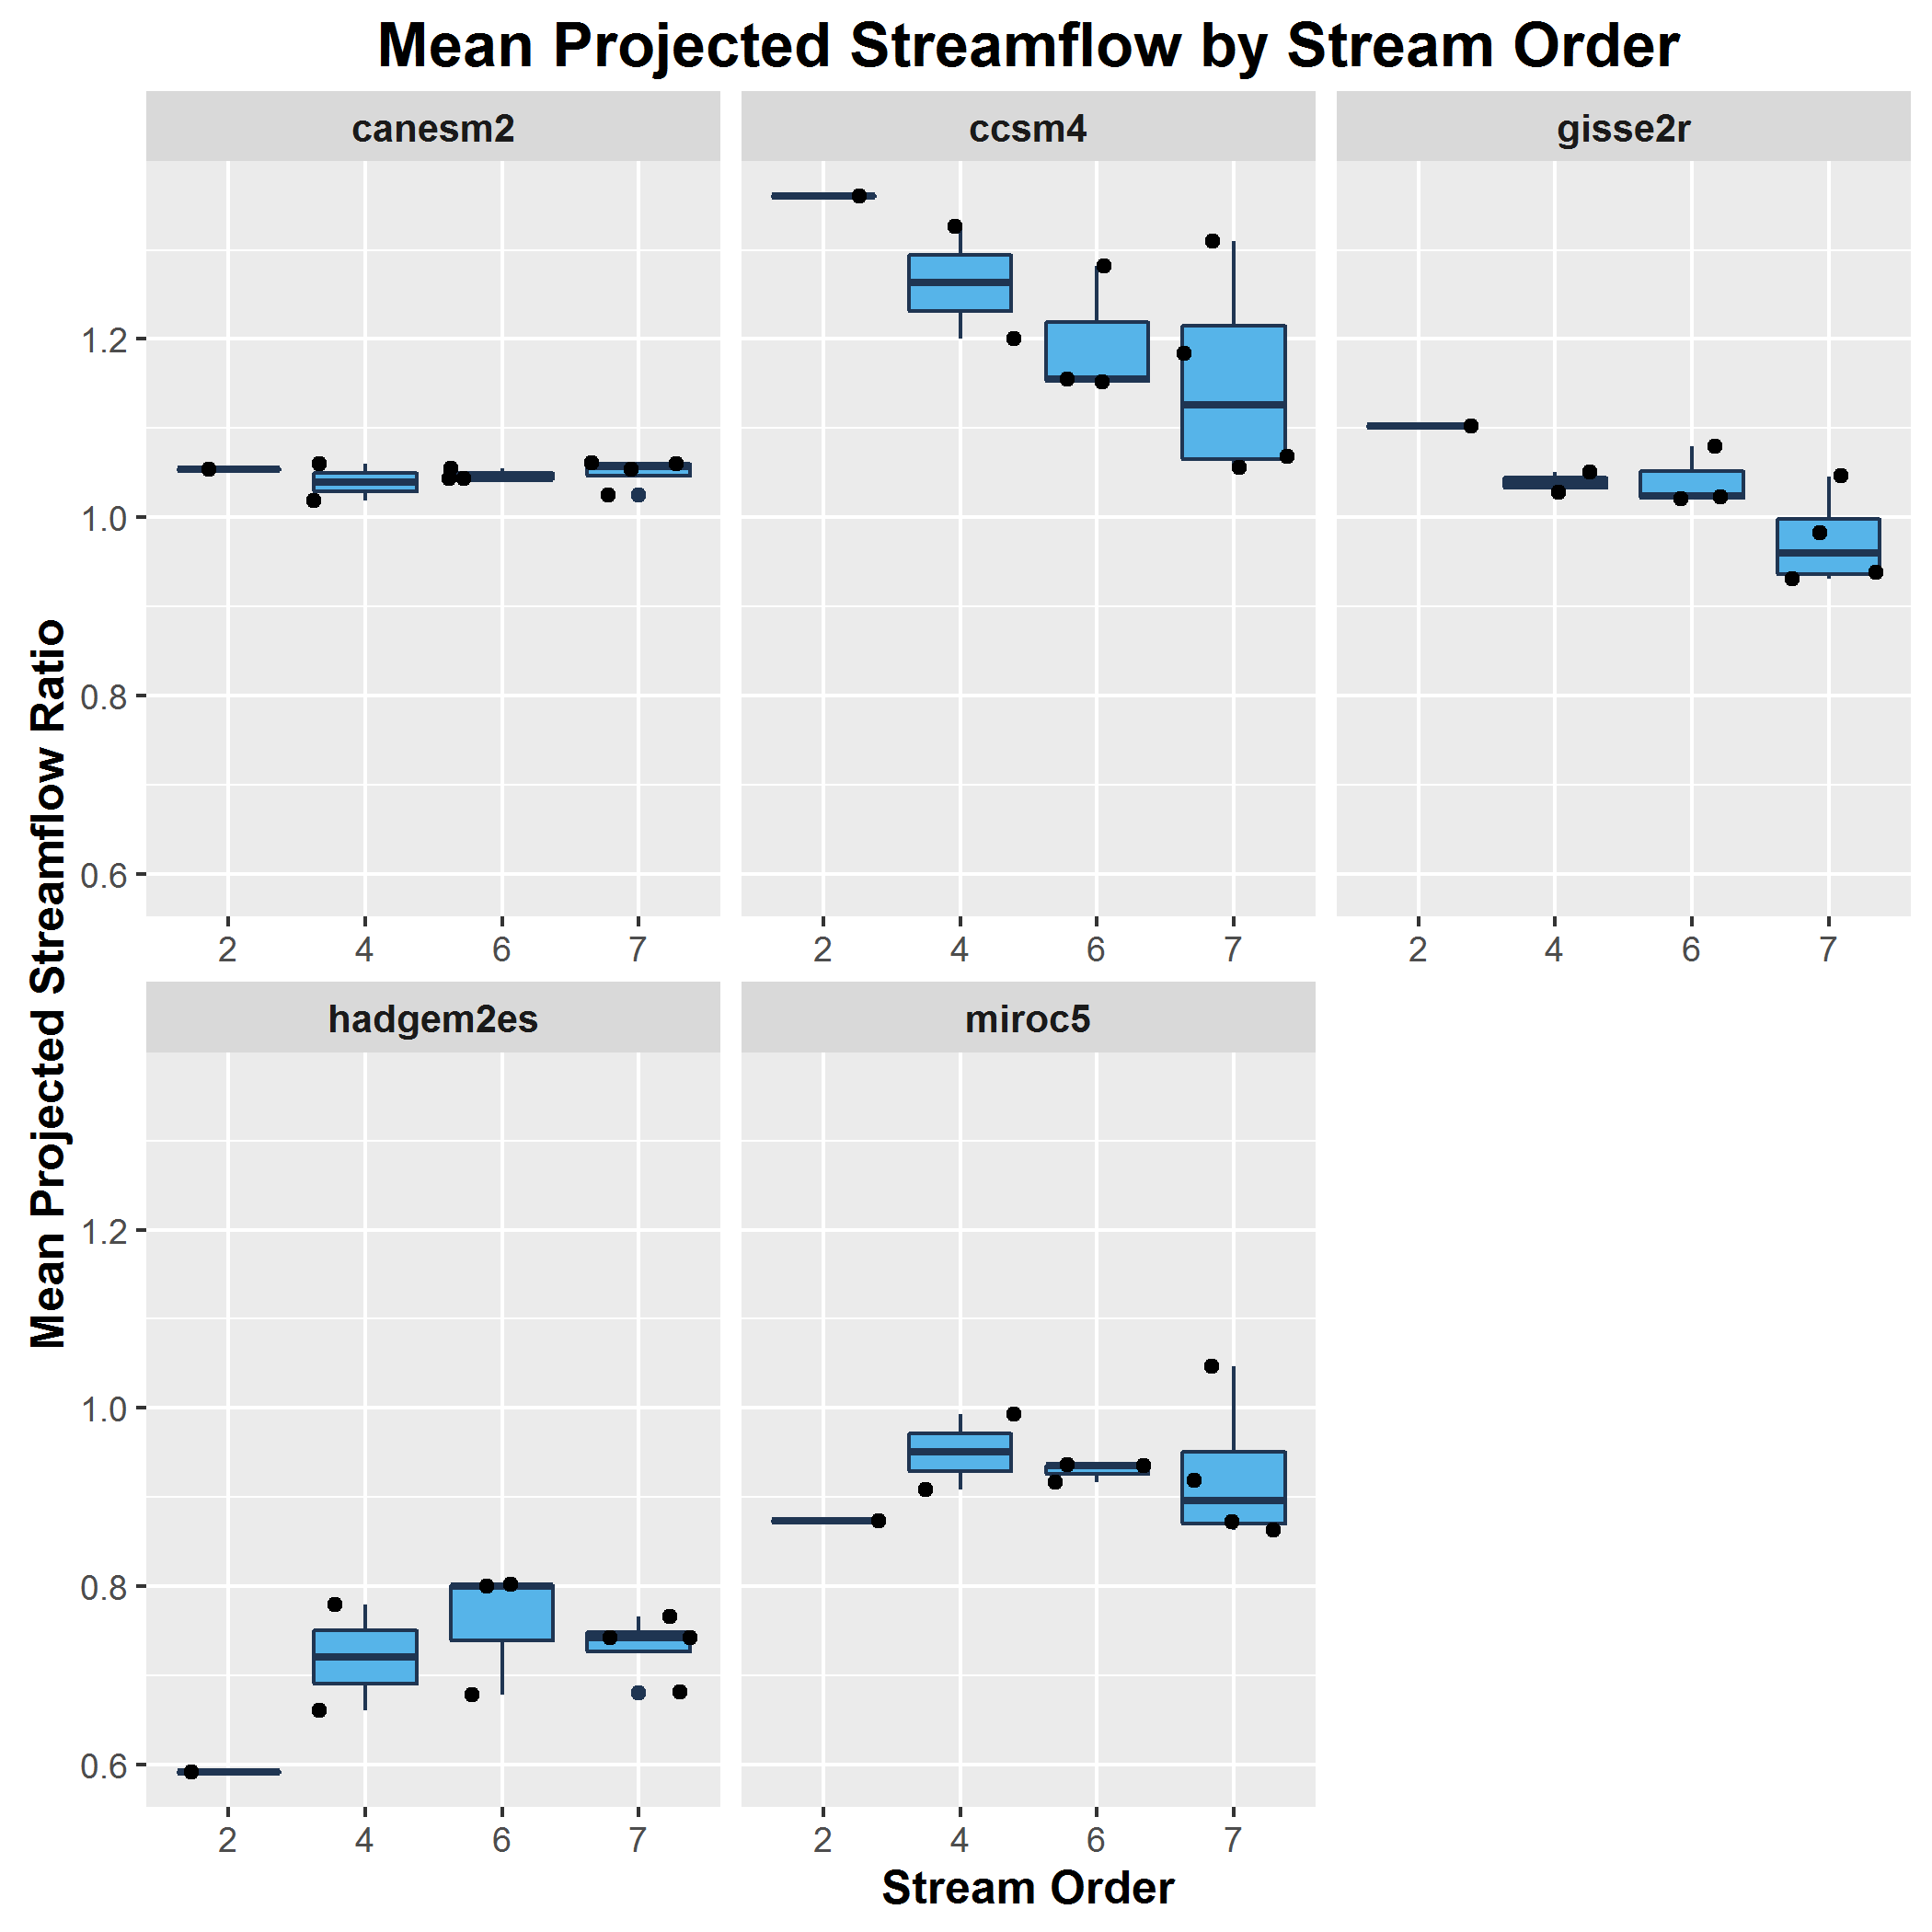 Mean Projected Streamflow by Stream Order
canesm2 ccsm4 gisse2r
Mean Projected Streamflow Ratio
1.2
1.0
0.8
0.6
2 4 6 7 2 4 6 7 2 4 6 7
hadgem2es miroc5
1.2
1.0
0.8
0.6
2 4 6 7 2 4 6 7
Stream Order